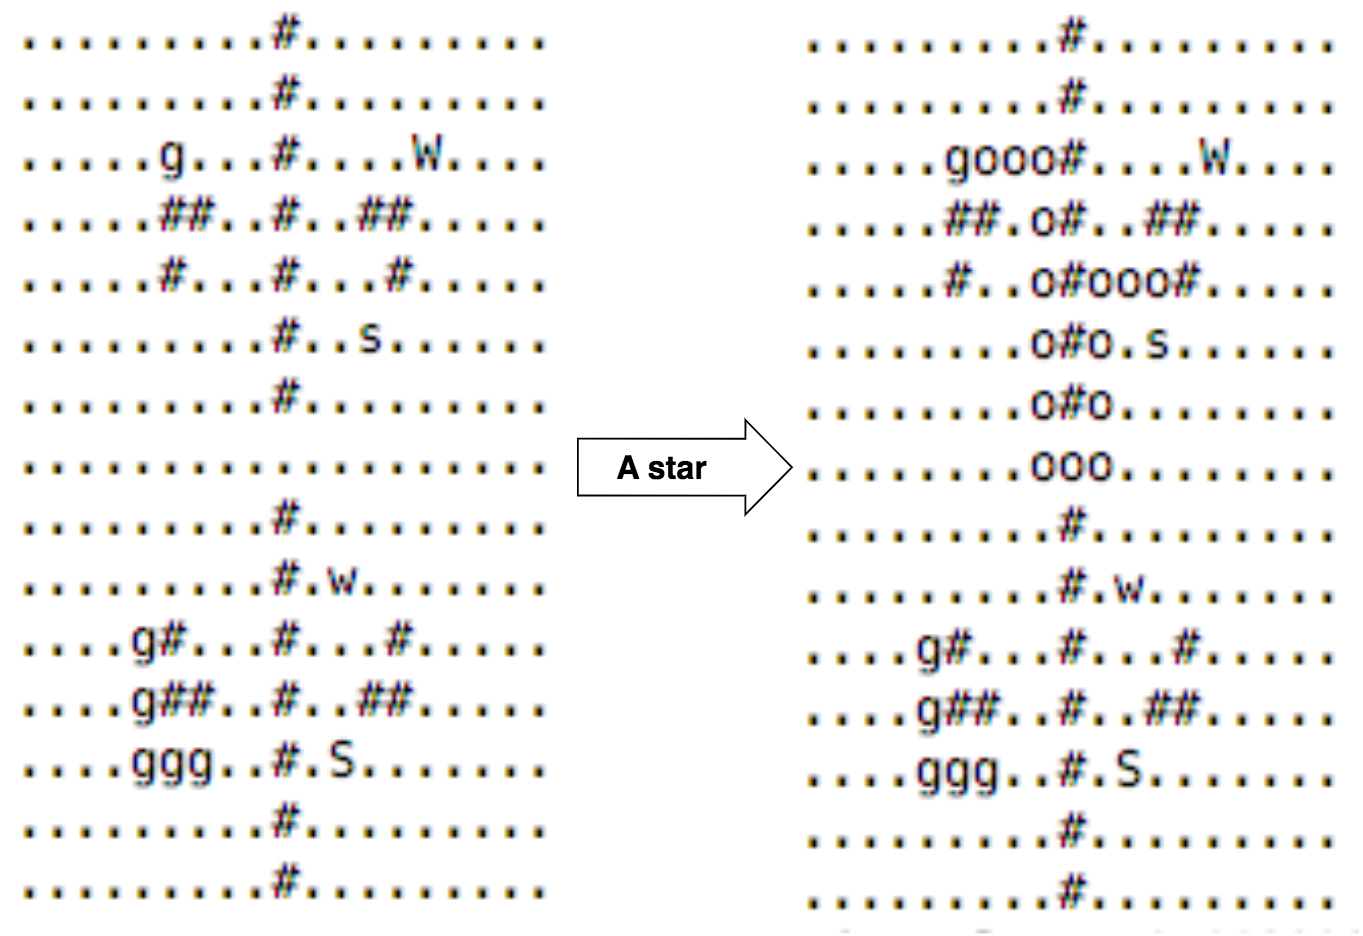 .........#.........
.........#.........
.....g...#....W....
.....##..#..##.....
.....#...#...#.....
.........#..s......
.........#.........
...................
.........#.........
.........#.w.......
....g#...#...#.....
....g##..#..##.....
....ggg..#.S.......
.........#.........
.........#.........
A star
.........#.........
.........#.........
.....gooo#....W....
.....##.o#..##.....
.....#..o#ooo#.....
........o#o.s......
........o#o........
........ooo........
.........#.........
.........#.w.......
....g#...#...#.....
....g##..#..##.....
....ggg..#.S.......
.........#.........
.........#.........